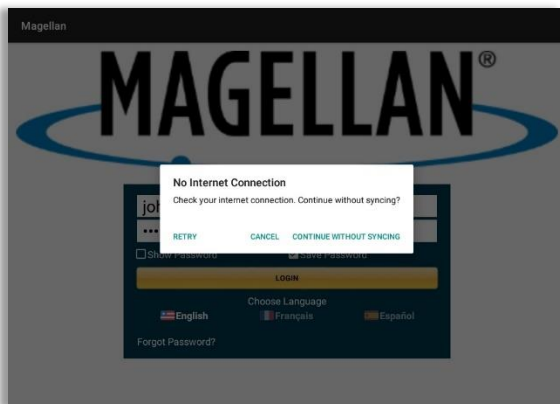 Magellan
MAGELLAN®
No Internet Connection
Check your internet connection. Continue without syncing?
joh
RETRY CANCEL CONTINUE WITHOUT SYNCING
Show Password Save Password
LOGIN
Choose Language
English Français Español
Forgot Password?